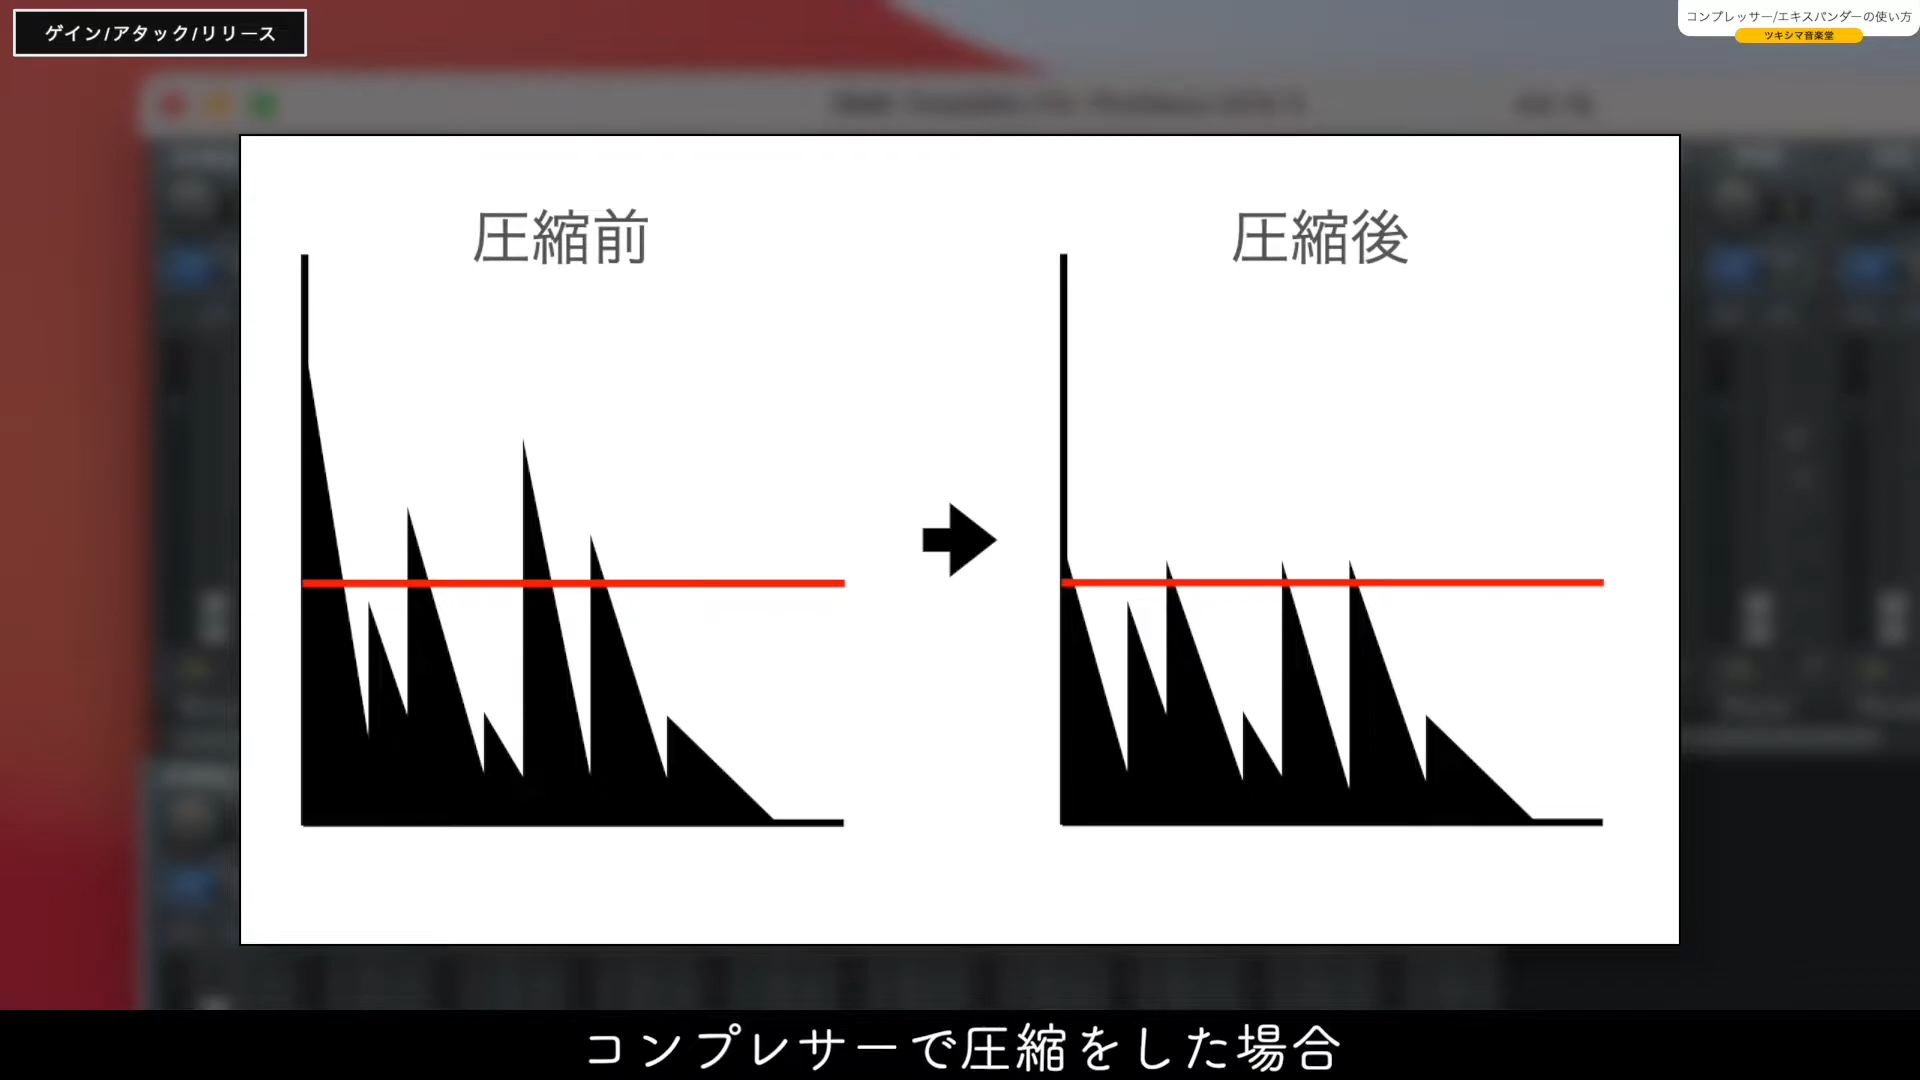 ゲイン/アタック/リリース
コンプレッサー/エキスパンダーの使い方
ツキシマ音楽堂
圧縮前
圧縮後
コンプレサーで圧縮をした場合